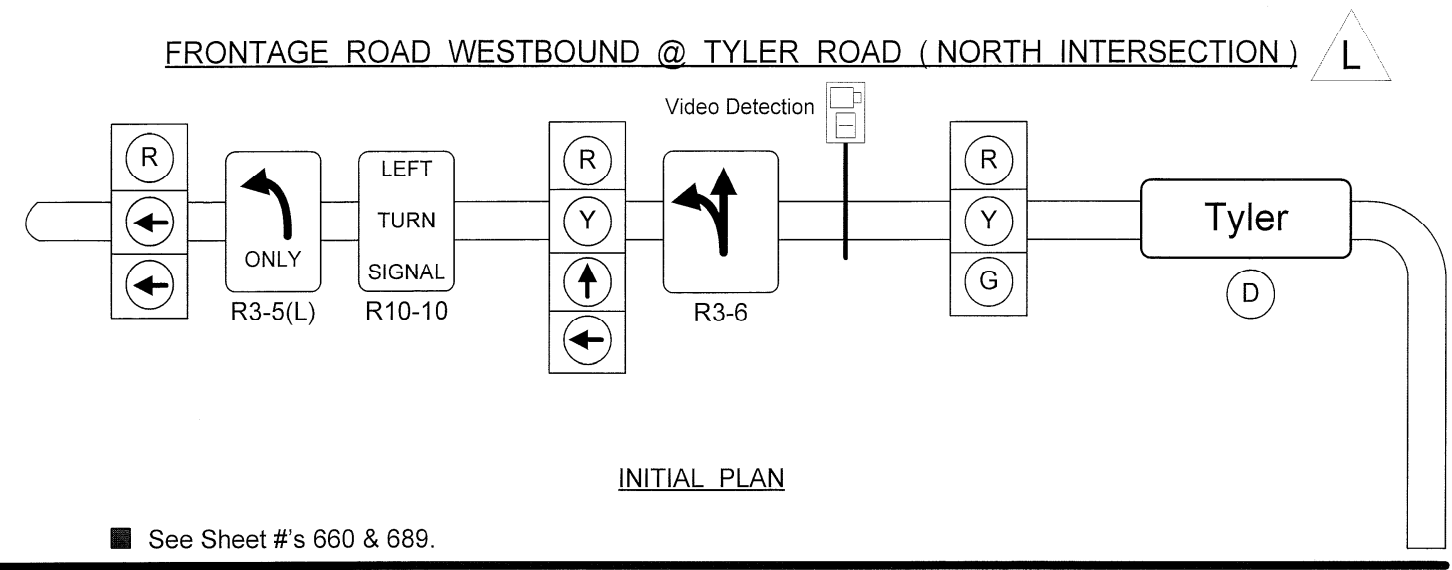 FRONTAGE ROAD WESTBOUND @ TYLER ROAD ( NORTH INTERSECTION )
L
Video Detection
R
ONLY
R3-5(L)
LEFT
TURN
SIGNAL
R10-10
R
Y
R3-6
R
Y
G
Tyler
D
INITIAL PLAN
See Sheet #'s 660 & 689.